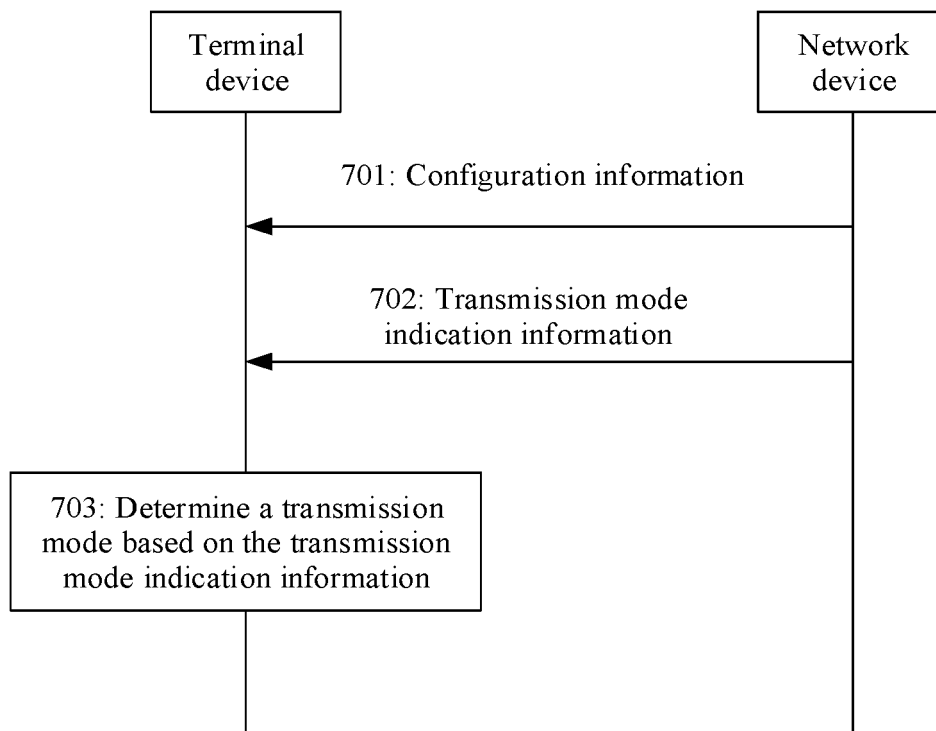 Terminal
device
Network
device
701: Configuration information
702: Transmission mode
indication information
703: Determine a transmission
mode based on the transmission
mode indication information